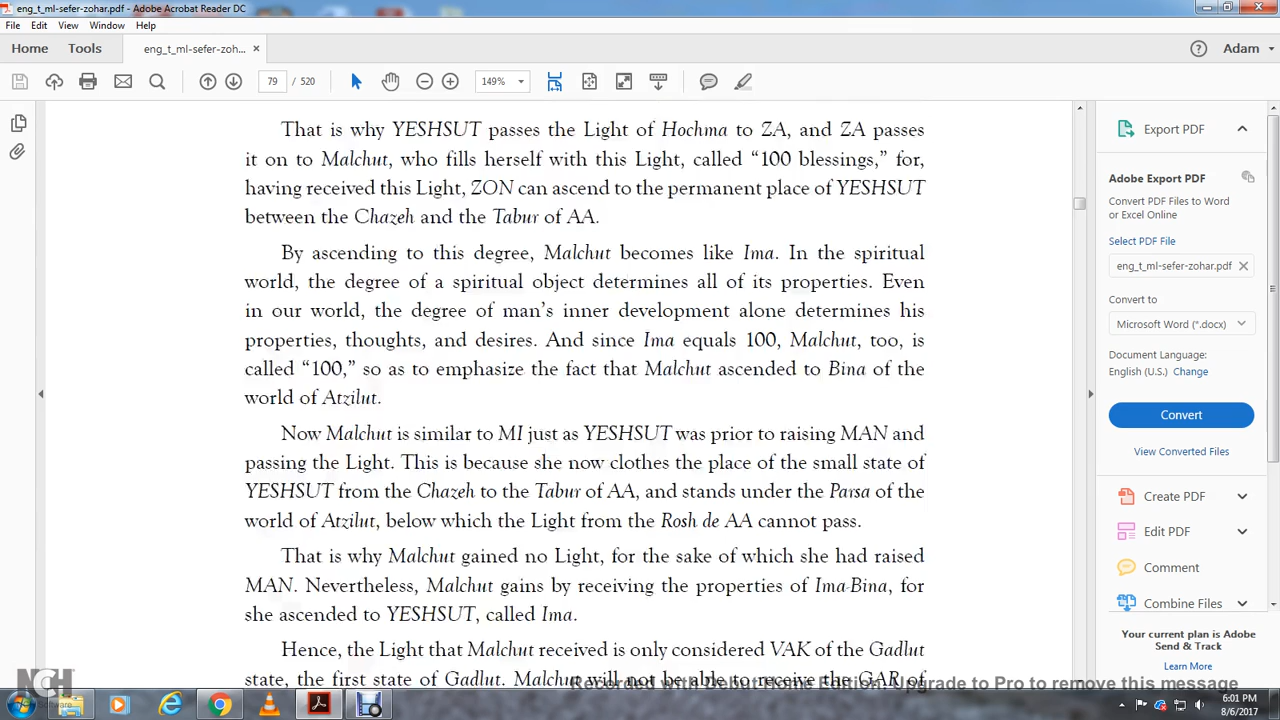 eng_t_ml-sefer-zohar.pdf - Adobe Acrobat Reader DC
File Edit View Window Help
Home Tools eng_t_ml-sefer-zoh... × Adam
79 / 520 149%
That is why YESHSUT passes the Light of Hochma to ZA, and ZA passes
it on to Malchut, who fills herself with this Light, called “100 blessings,” for,
having received this Light, ZON can ascend to the permanent place of YESHSUT
between the Chazeh and the Tabur of AA.
By ascending to this degree, Malchut becomes like Ima. In the spiritual
world, the degree of a spiritual object determines all of its properties. Even
in our world, the degree of man’s inner development alone determines his
properties, thoughts, and desires. And since Ima equals 100, Malchut, too, is
called “100,” so as to emphasize the fact that Malchut ascended to Bina of the
world of Atzilut.
Now Malchut is similar to MI just as YESHSUT was prior to raising MAN and
passing the Light. This is because she now clothes the place of the small state of
YESHSUT from the Chazeh to the Tabur of AA, and stands under the Parsa of the
world of Atzilut, below which the Light from the Rosh de AA cannot pass.
That is why Malchut gained no Light, for the sake of which she had raised
MAN. Nevertheless, Malchut gains by receiving the properties of Ima-Bina, for
she ascended to YESHSUT, called Ima.
Hence, the Light that Malchut received is only considered VAK of the Gadlut
state, the first state of Gadlut. Malchut will not be able to receive the GAR of
Export PDF
Adobe Export PDF
Convert PDF Files to Word
or Excel Online
Select PDF File
eng_t_ml-sefer-zohar.pdf ×
Convert to
Microsoft Word (*.docx)
Document Language:
English (U.S.) Change
Convert
View Converted Files
Create PDF
Edit PDF
Comment
Combine Files
Your current plan is Adobe
Send & Track
Learn More
Recorded with Debut Home Edition. Upgrade to Pro to remove this message
NCH Software
6:01 PM
8/6/2017